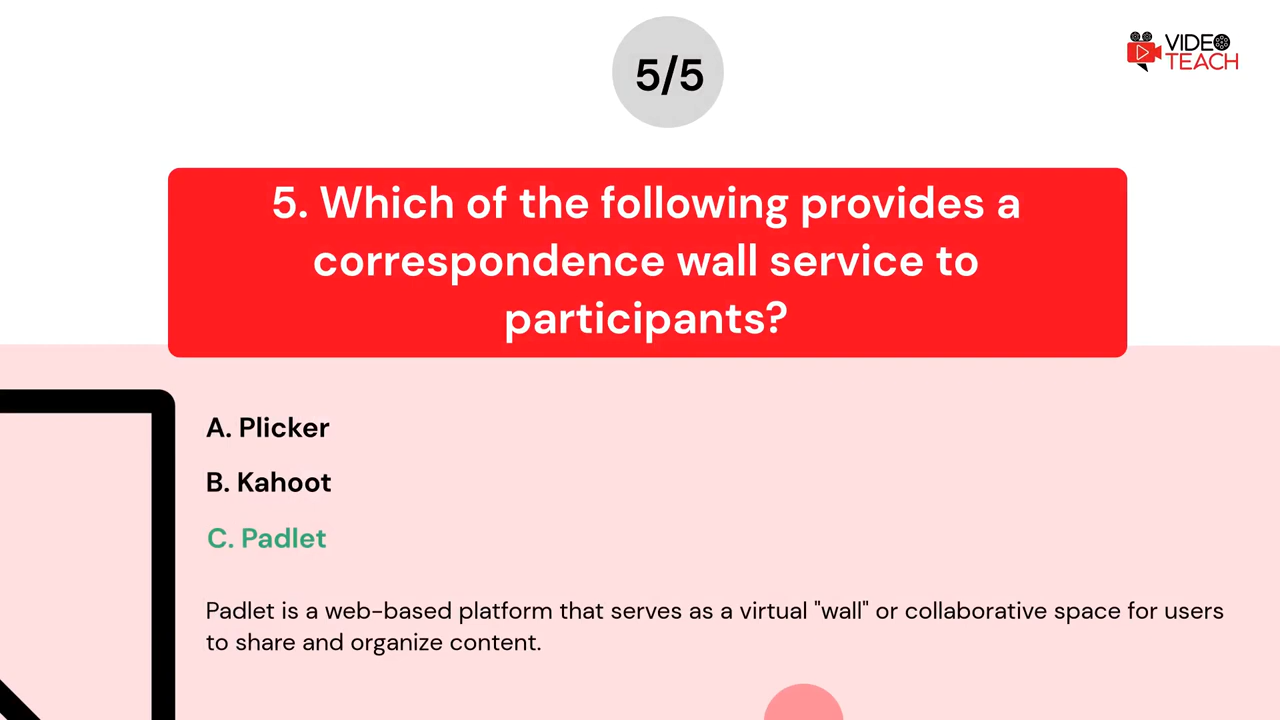 5/5
VIDEO
TEACH
5. Which of the following provides a
correspondence wall service to
participants?
A. Plicker
B. Kahoot
C. Padlet
Padlet is a web-based platform that serves as a virtual "wall" or collaborative space for users
to share and organize content.